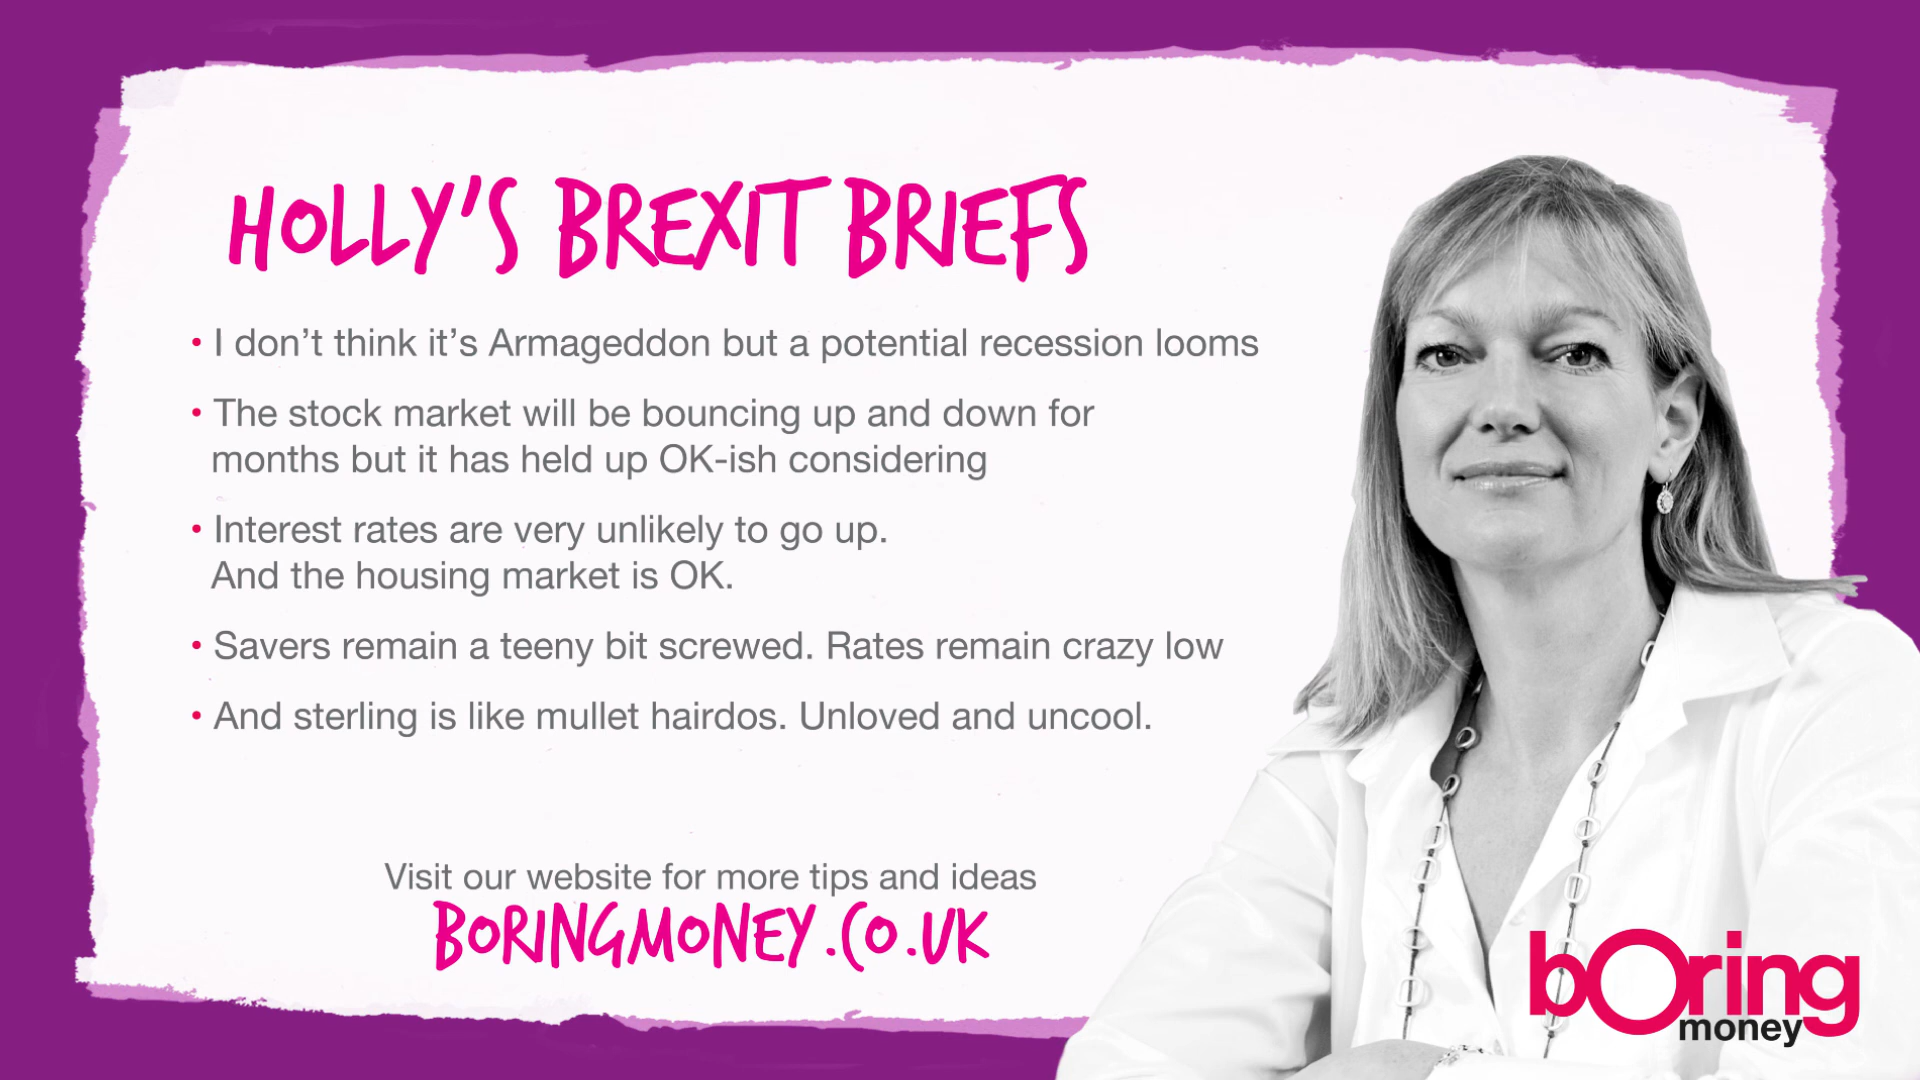 HOLLY'S BREXIT BRIEFS
• I don't think it's Armageddon but a potential recession looms
• The stock market will be bouncing up and down for
months but it has held up OK-ish considering
• Interest rates are very unlikely to go up.
And the housing market is OK.
• Savers remain a teeny bit screwed. Rates remain crazy low
• And sterling is like mullet hairdos. Unloved and uncool.
Visit our website for more tips and ideas
BORINGMONEY.CO.UK
bOring
money